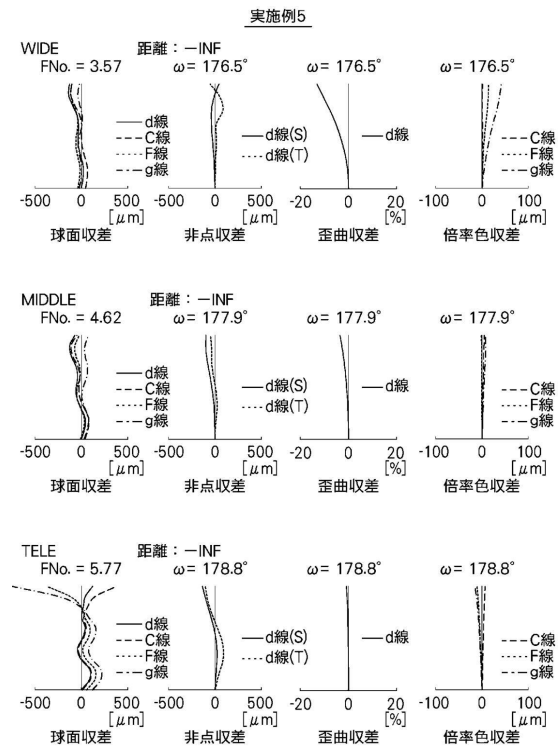 実施例5
WIDE 距離：−INF
FNo. = 3.57 ω= 176.5° ω= 176.5° ω= 176.5°
d線 C線 F線 g線
d線(S) d線(T)
d線
C線 F線 g線
-500 0 500 -500 0 500 -20 0 20 -100 0 100
[μm] [μm] [%] [μm]
球面収差 非点収差 歪曲収差 倍率色収差
MIDDLE 距離：−INF
FNo. = 4.62 ω= 177.9° ω= 177.9° ω= 177.9°
d線 C線 F線 g線
d線(S) d線(T)
d線
C線 F線 g線
-500 0 500 -500 0 500 -20 0 20 -100 0 100
[μm] [μm] [%] [μm]
球面収差 非点収差 歪曲収差 倍率色収差
TELE 距離：−INF
FNo. = 5.77 ω= 178.8° ω= 178.8° ω= 178.8°
d線 C線 F線 g線
d線(S) d線(T)
d線
C線 F線 g線
-500 0 500 -500 0 500 -20 0 20 -100 0 100
[μm] [μm] [%] [μm]
球面収差 非点収差 歪曲収差 倍率色収差